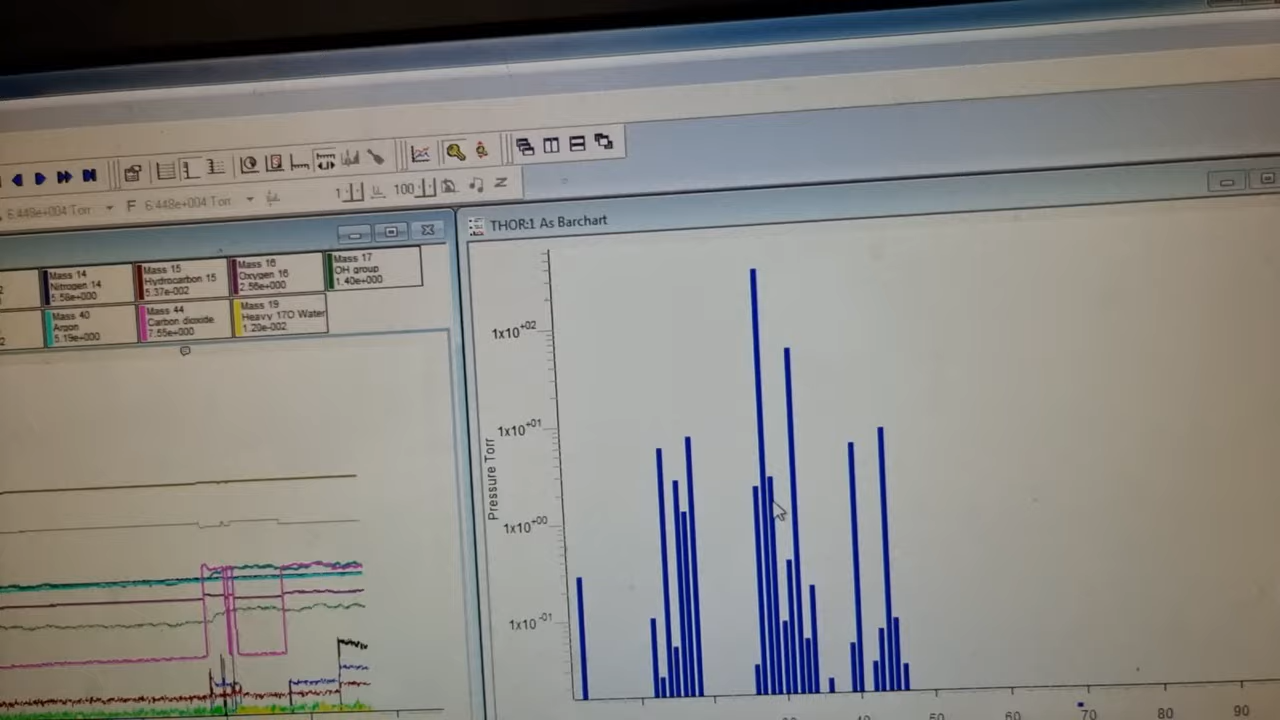 6.448e+004 Torr F 6.448e+004 Torr 1 100
THOR:1 As Barchart
Mass 14
Nitrogen 14
5.58e+000
Mass 15
Hydrocarbon 15
5.37e-002
Mass 16
Oxygen 16
2.56e+000
Mass 17
OH group
1.40e+000
Mass 40
Argon
5.19e+000
Mass 44
Carbon dioxide
7.55e+000
Mass 19
Heavy 17O Water
1.20e-002
Pressure Torr
1x10+02
1x10+01
1x10+00
1x10-01
50
60
70
80
90